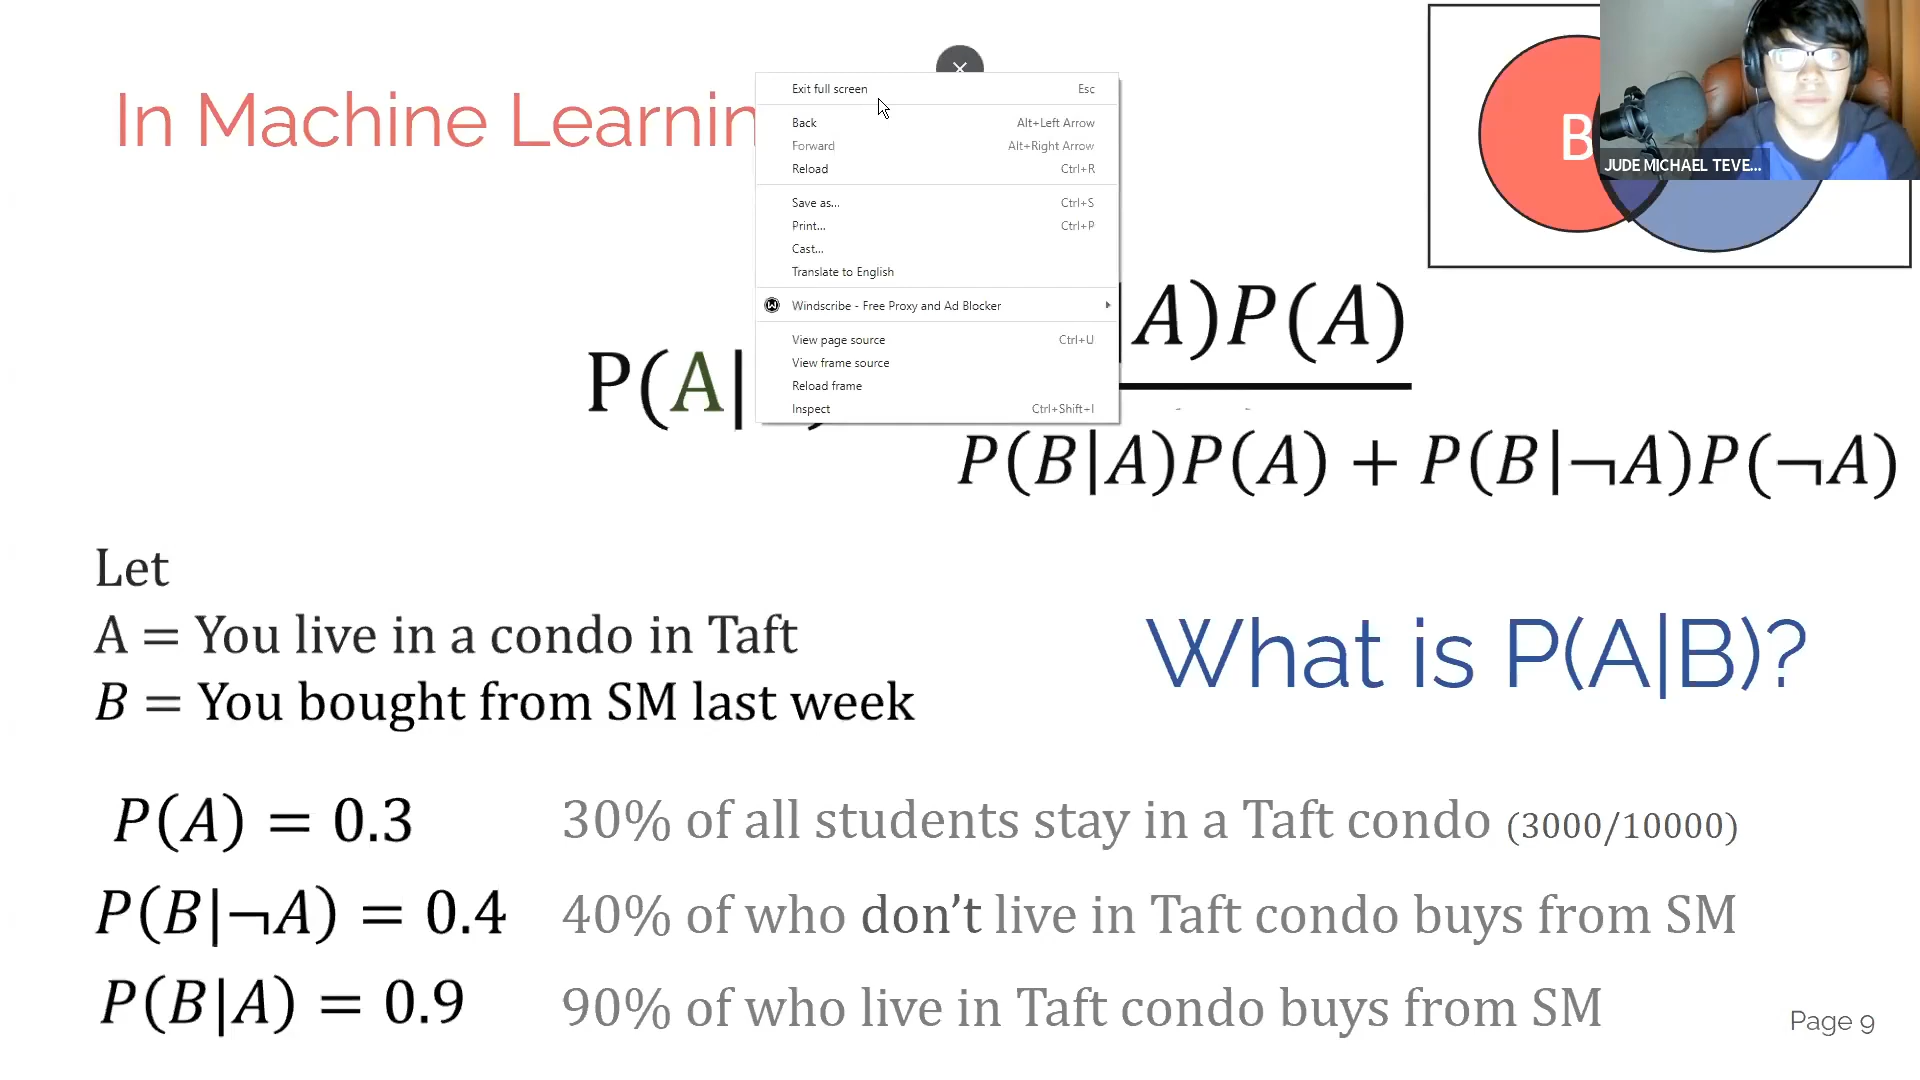 In Machine Learnin
Exit full screen Esc
Back Alt+Left Arrow
Forward Alt+Right Arrow
Reload Ctrl+R
Save as... Ctrl+S
Print... Ctrl+P
Cast...
Translate to English
Windscribe - Free Proxy and Ad Blocker
View page source Ctrl+U
View frame source
Reload frame
Inspect Ctrl+Shift+I
B
JUDE MICHAEL TEVE...
P(A|
|A)P(A)
P(B|A)P(A) + P(B|¬A)P(¬A)
Let
A = You live in a condo in Taft
B = You bought from SM last week
What is P(A|B)?
P(A) = 0.3 30% of all students stay in a Taft condo (3000/10000)
P(B|¬A) = 0.4 40% of who don’t live in Taft condo buys from SM
P(B|A) = 0.9 90% of who live in Taft condo buys from SM
Page 9